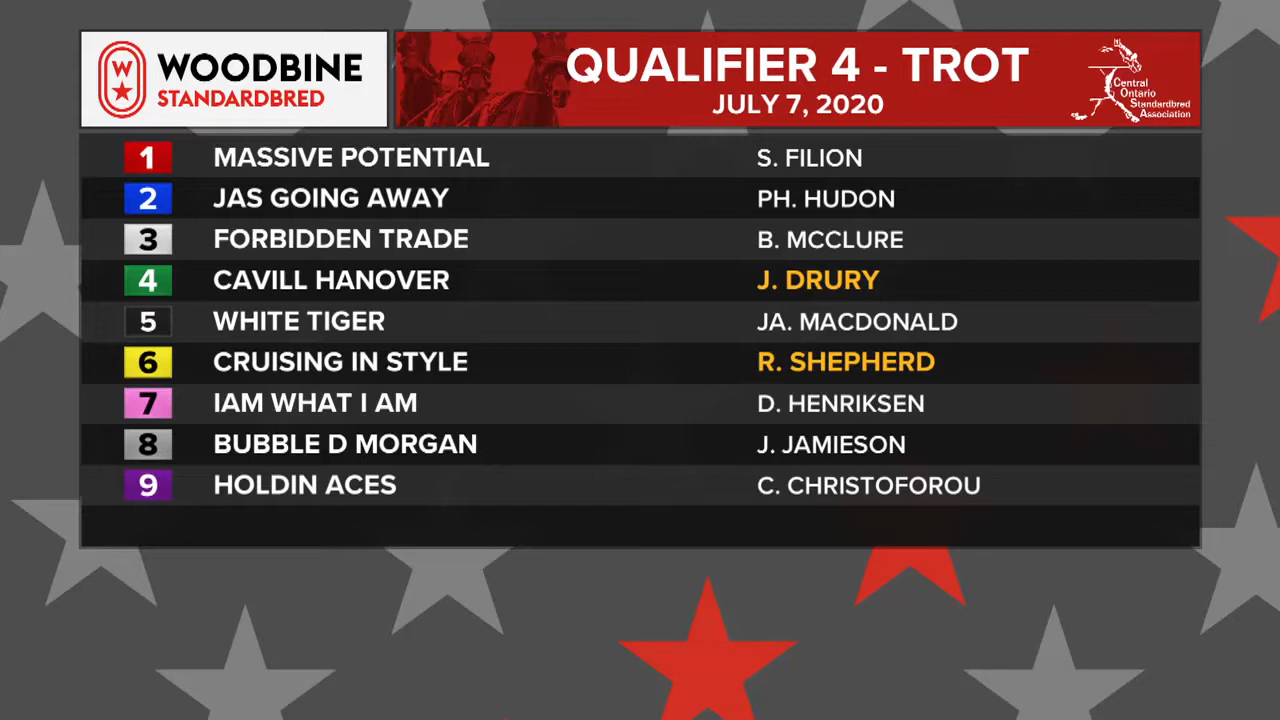 W
WOODBINE
STANDARDBRED
QUALIFIER 4 - TROT
JULY 7, 2020
Central
Ontario
Standardbred
Association
1 MASSIVE POTENTIAL S. FILION
2 JAS GOING AWAY PH. HUDON
3 FORBIDDEN TRADE B. MCCLURE
4 CAVILL HANOVER J. DRURY
5 WHITE TIGER JA. MACDONALD
6 CRUISING IN STYLE R. SHEPHERD
7 IAM WHAT I AM D. HENRIKSEN
8 BUBBLE D MORGAN J. JAMIESON
9 HOLDIN ACES C. CHRISTOFOROU